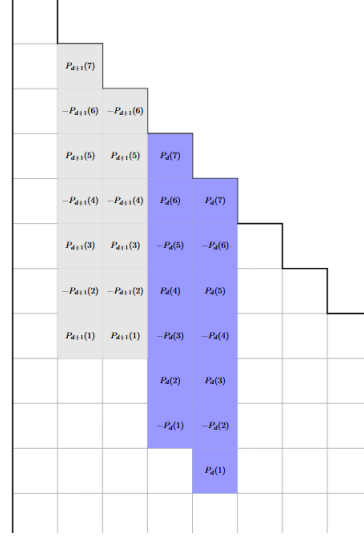 P_{d+1}(7)
−P_{d+1}(6) −P_{d+1}(6)
P_{d+1}(5) P_{d+1}(5) P_d(7)
−P_{d+1}(4) −P_{d+1}(4) P_d(6) P_d(7)
P_{d+1}(3) P_{d+1}(3) −P_d(5) −P_d(6)
−P_{d+1}(2) −P_{d+1}(2) P_d(4) P_d(5)
P_{d+1}(1) P_{d+1}(1) −P_d(3) −P_d(4)
P_d(2) P_d(3)
−P_d(1) −P_d(2)
P_d(1)